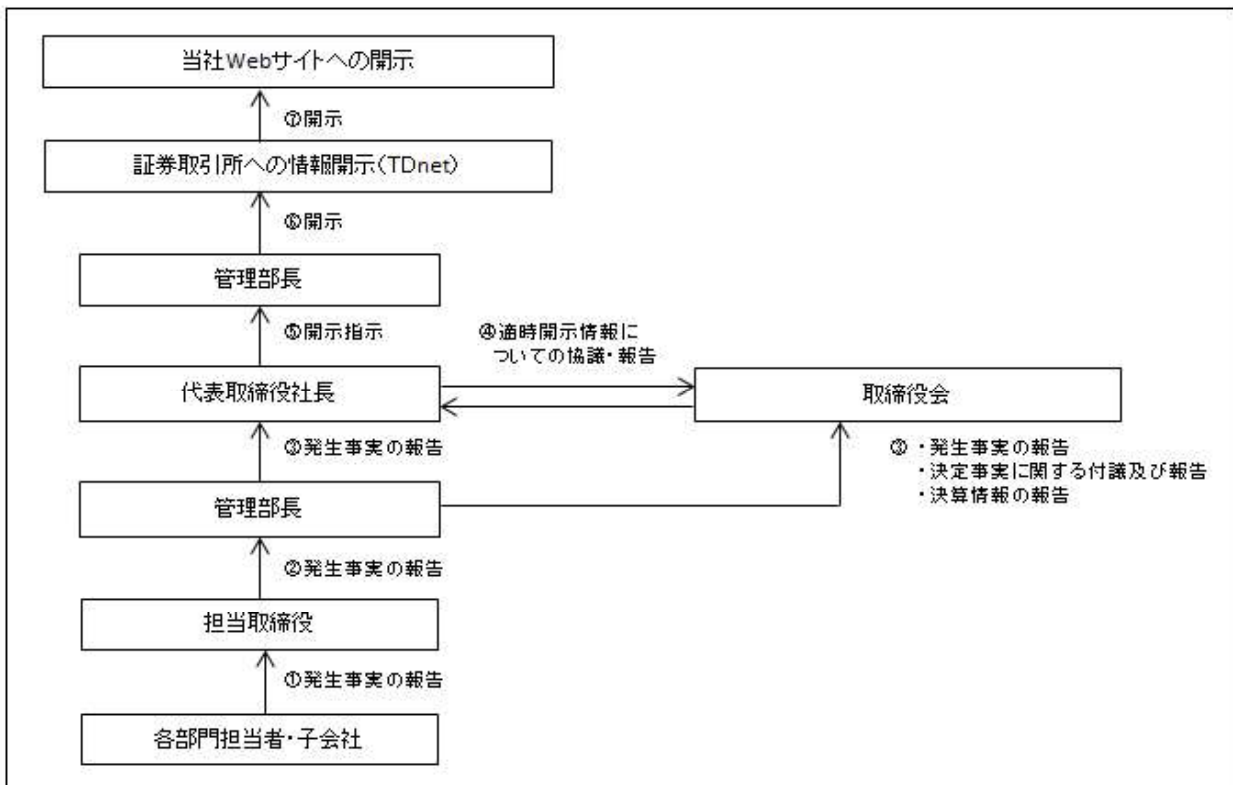 当社Webサイトへの開示
⑦開示
証券取引所への情報開示(TDnet)
⑥開示
管理部長
⑤開示指示
④適時開示情報に
ついての協議・報告
代表取締役社長
取締役会
③発生事実の報告
③ ・発生事実の報告
・決定事実に関する付議及び報告
・決算情報の報告
管理部長
②発生事実の報告
担当取締役
①発生事実の報告
各部門担当者・子会社